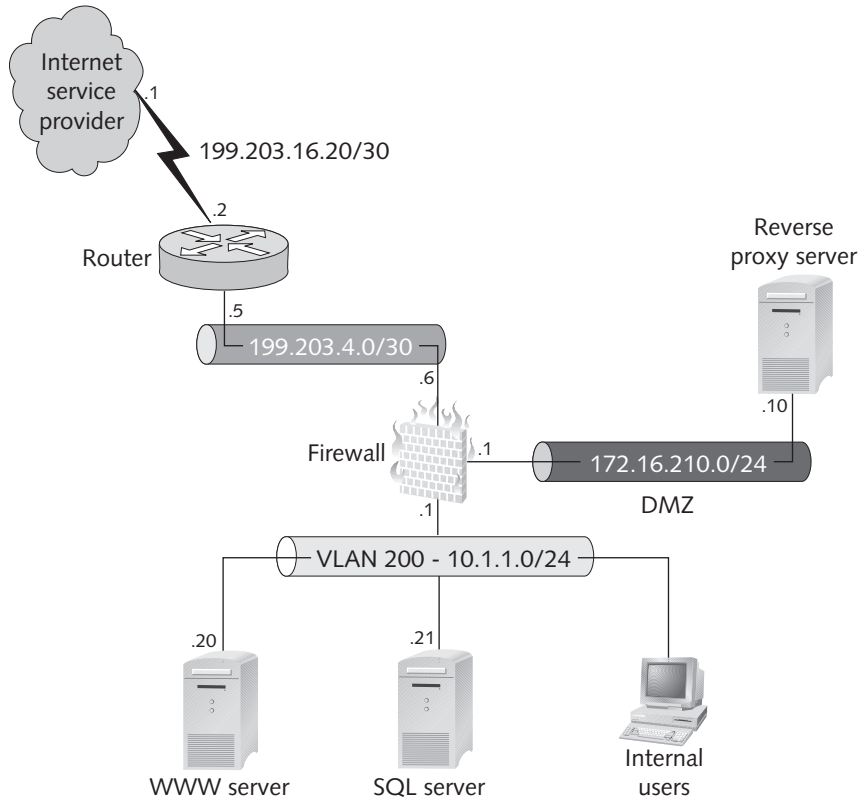 Internet
service
provider
.1
199.203.16.20/30
.2
Router
Reverse
proxy server
.5
199.203.4.0/30
.6
.10
Firewall
.1
172.16.210.0/24
DMZ
.1
VLAN 200 - 10.1.1.0/24
.20
.21
WWW server
SQL server
Internal
users